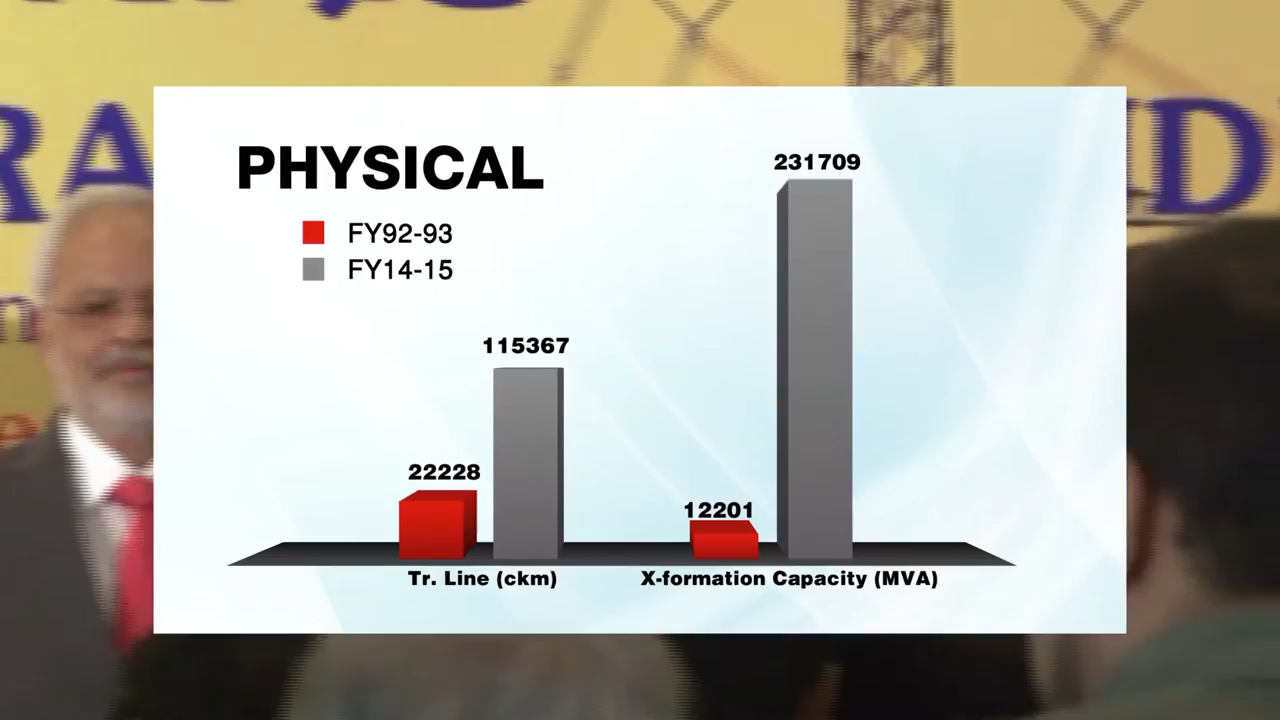 PHYSICAL
FY92-93
FY14-15
231709
115367
22228
12201
Tr. Line (ckm)
X-formation Capacity (MVA)